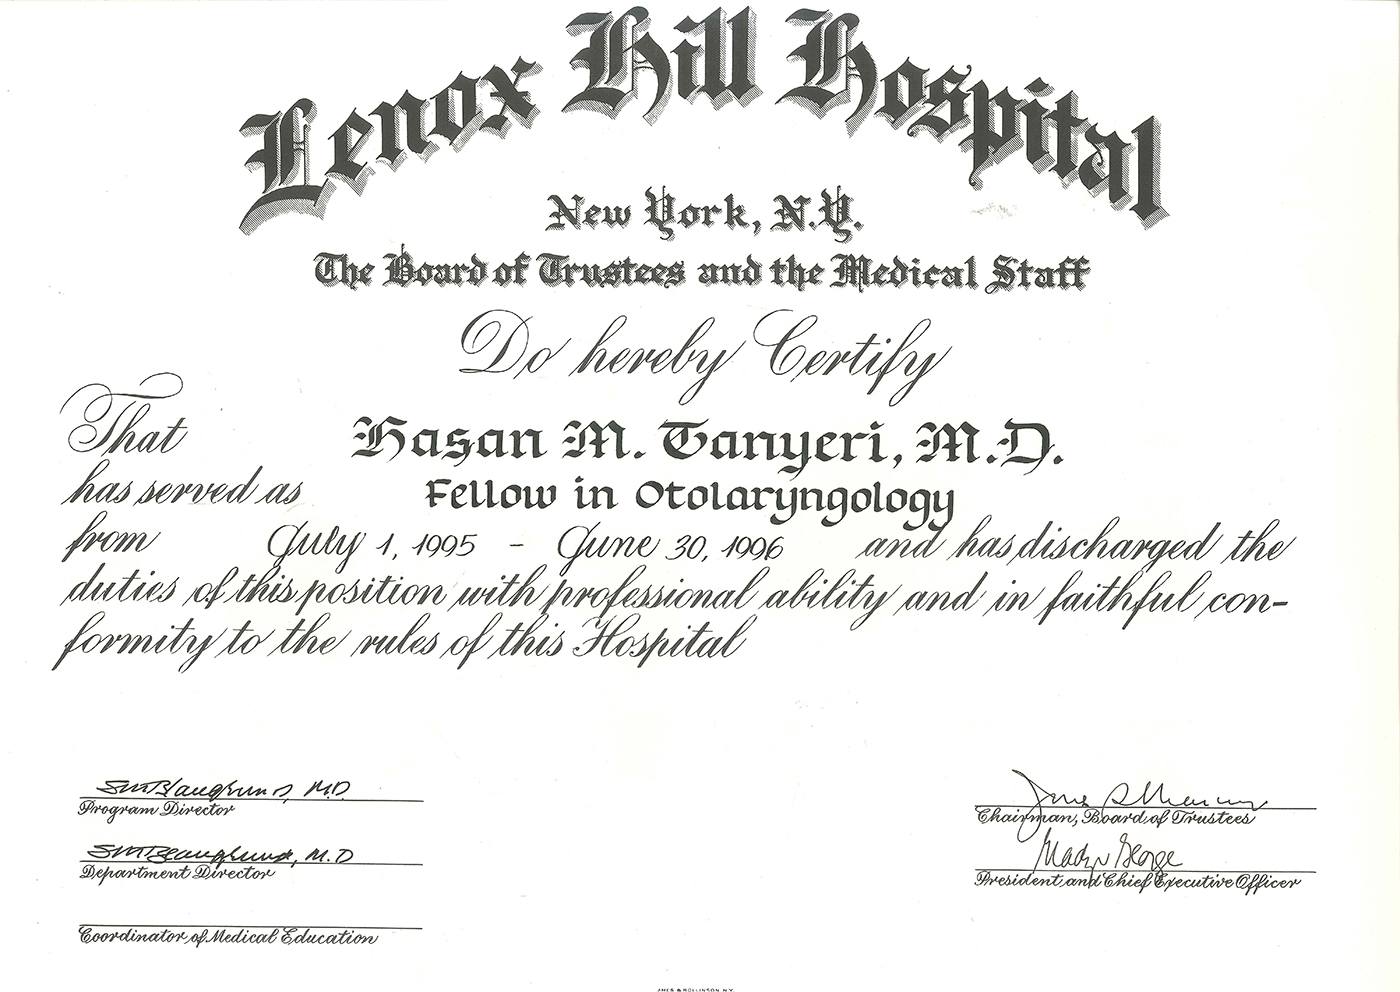 Lenox Hill Hospital
New York, N.Y.
The Board of Trustees and the Medical Staff
Do hereby Certify
That Hasan M. Tanyeri, M.D.
has served as Fellow in Otolaryngology
from July 1, 1995 - June 30, 1996 and has discharged the
duties of this position with professional ability and in faithful con-
formity to the rules of this Hospital
M.D.
Program Director
M.D
Department Director
Coordinator of Medical Education
Chairman, Board of Trustees
George
President and Chief Executive Officer
AMES & ROLLINSON N.Y.